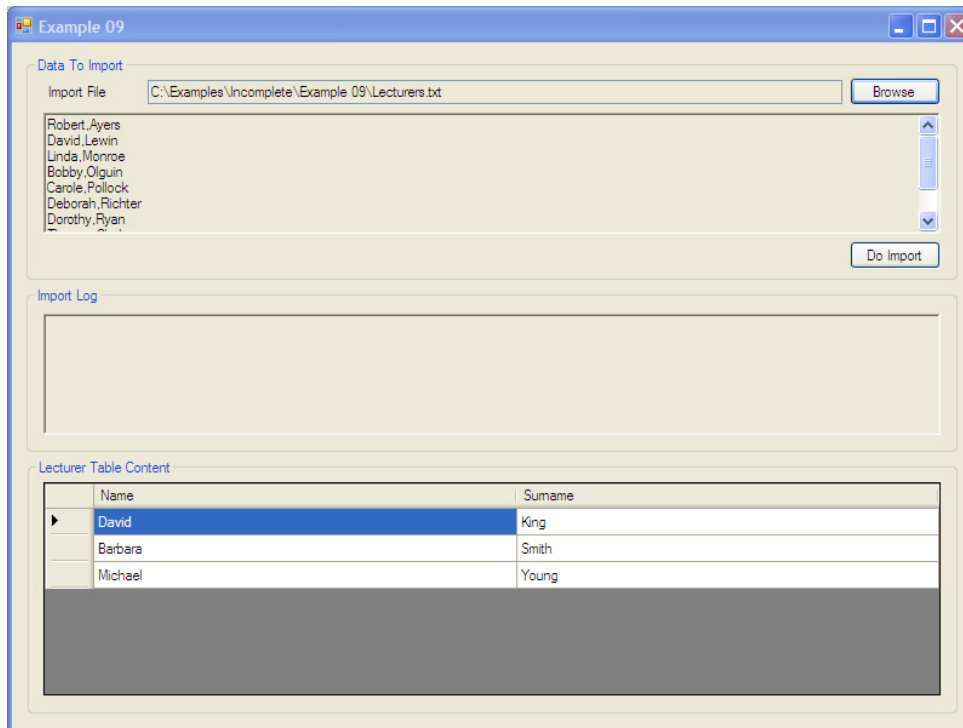 Example 09
Data To Import
Import File C:\Examples\Incomplete\Example 09\Lecturers.txt Browse
Robert,Ayers
David,Lewin
Linda,Monroe
Bobby,Olguin
Carole,Pollock
Deborah,Richter
Dorothy,Ryan
Do Import
Import Log
Lecturer Table Content
Name Surname
David King
Barbara Smith
Michael Young